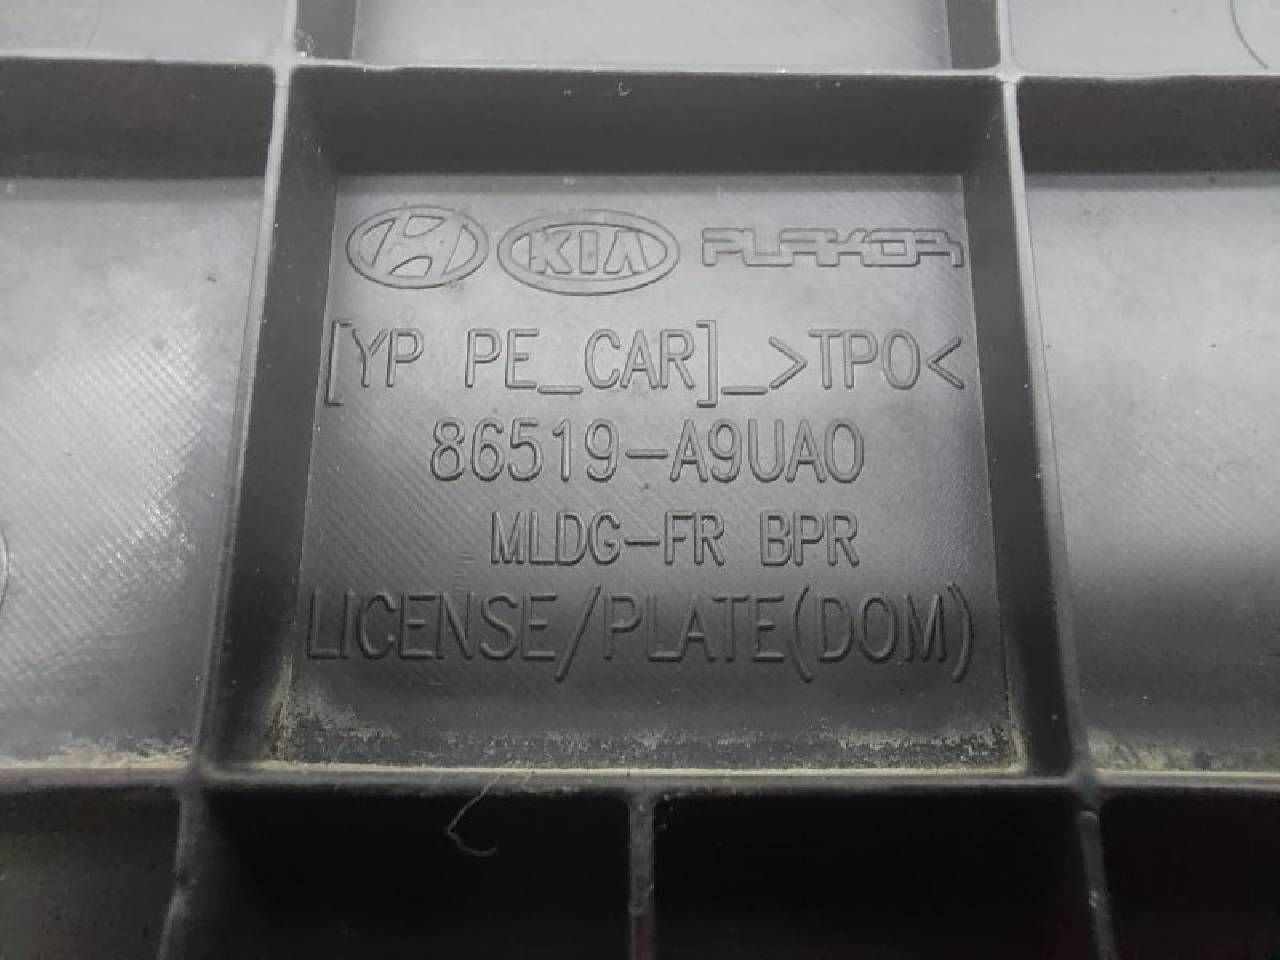 KIA PLAKOR
[YP PE_CAR]_>TPO<
86519-A9UA0
MLDG-FR BPR
LICENSE/PLATE(DOM)